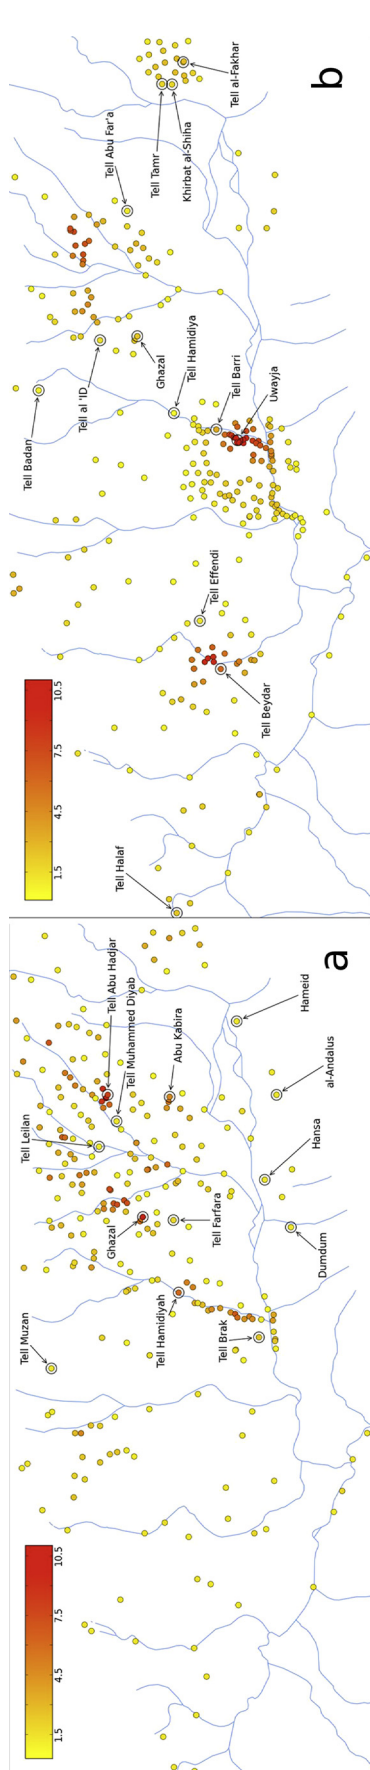 a
Tell Muzan
Tell Leilan
Tell Abu Hadjar
Tell Muhammed Diyab
Abu Kabira
Ghazal
Tell Farfara
Tell Hamidiyah
Tell Brak
Hameid
al-Andalus
Hansa
Dumdum
1.5
4.5
7.5
10.5
b
Tell Halaf
Tell Effendi
Tell Beydar
Tell Badan
Tell al 'ID
Ghazal
Tell Hamidiya
Tell Barri
Uwayja
Tell Abu Far'a
Tell Tamr
Khirbat al-Shiha
Tell al-Fakhar
1.5
4.5
7.5
10.5